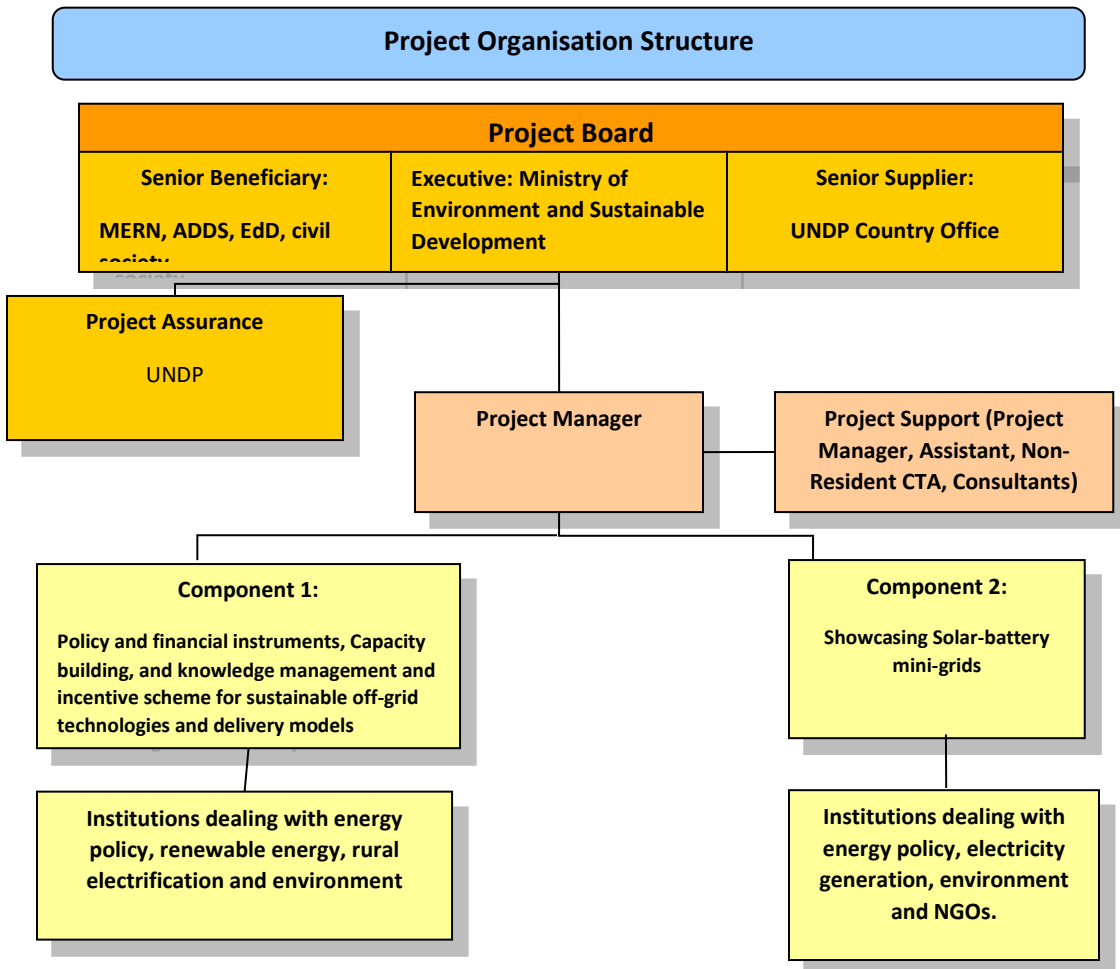 Project Organisation Structure
Project Board
Senior Beneficiary:
MERN, ADDS, EdD, civil
society
Executive: Ministry of
Environment and Sustainable
Development
Senior Supplier:
UNDP Country Office
Project Assurance
UNDP
Project Manager
Project Support (Project
Manager, Assistant, Non-
Resident CTA, Consultants)
Component 1:
Policy and financial instruments, Capacity
building, and knowledge management and
incentive scheme for sustainable off-grid
technologies and delivery models
Component 2:
Showcasing Solar-battery
mini-grids
Institutions dealing with energy
policy, renewable energy, rural
electrification and environment
Institutions dealing with
energy policy, electricity
generation, environment
and NGOs.